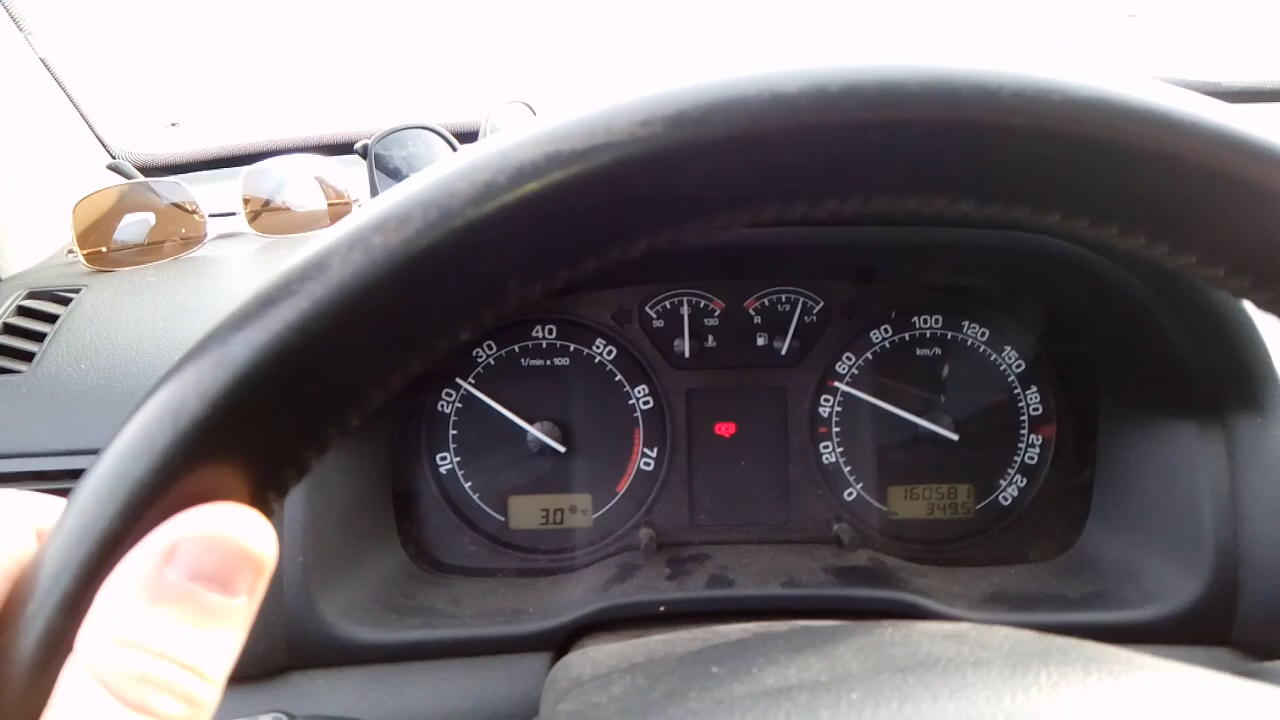 10 20 30 40 50 60 70
1/min x 100
3.0 °C
50 90 130
R 1/2 1/1
0 20 40 60 80 100 120 150 180 210 240
km/h
160581
349.5